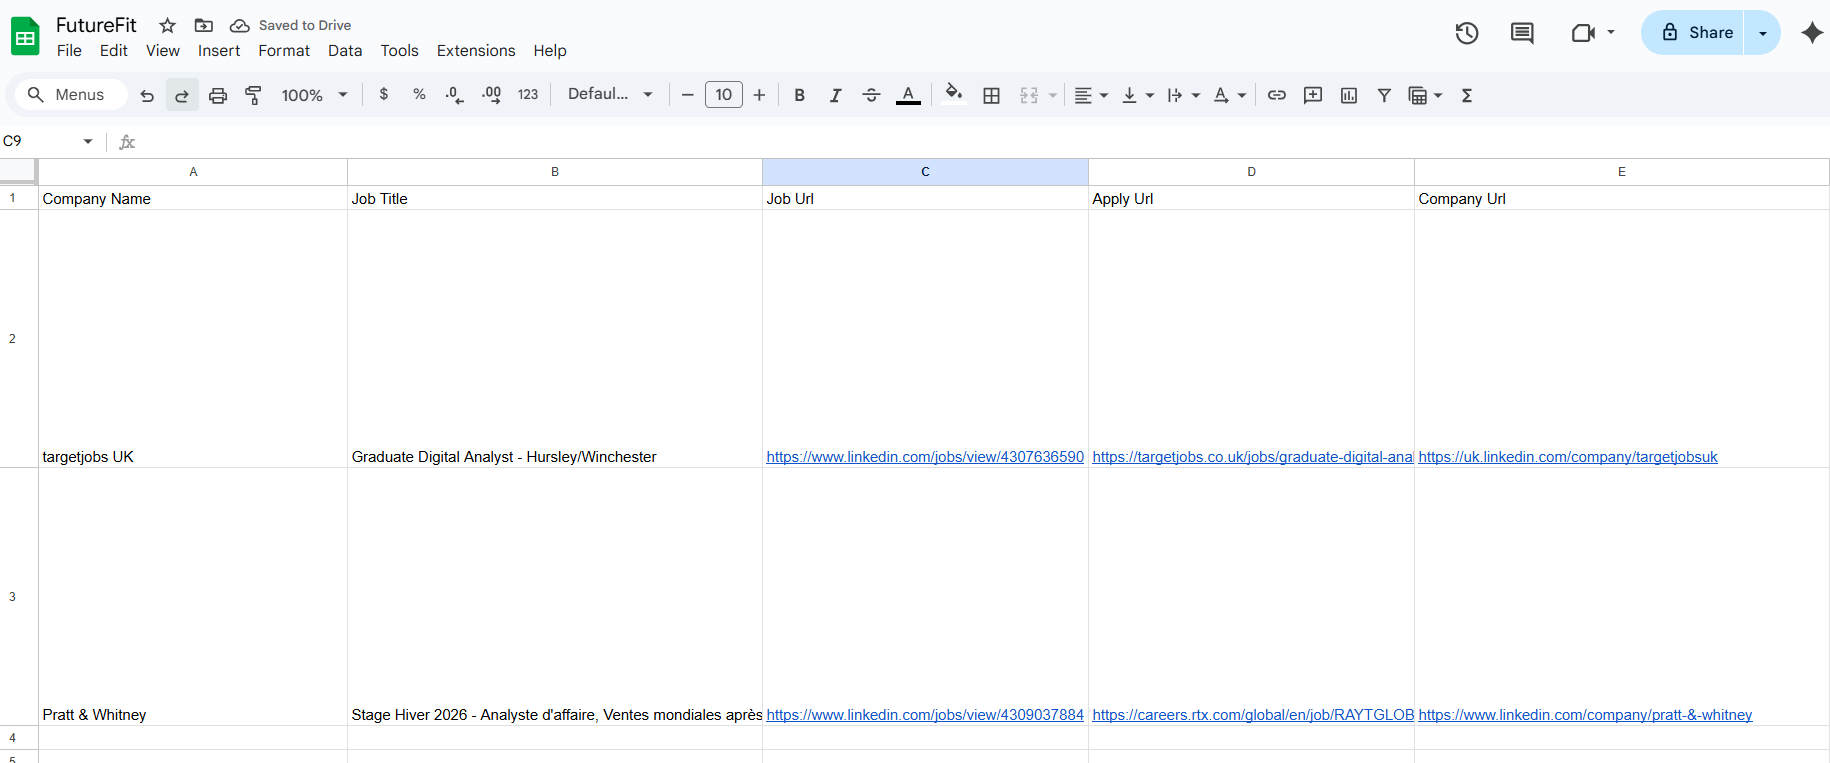 FutureFit Saved to Drive
File Edit View Insert Format Data Tools Extensions Help
Share
Menus 100% $ % .0 .00 123 Defaul... 10 B I A A Σ
C9 fx
A B C D E
1 Company Name Job Title Job Url Apply Url Company Url
2 targetjobs UK Graduate Digital Analyst - Hursley/Winchester https://www.linkedin.com/jobs/view/4307636590 https://targetjobs.co.uk/jobs/graduate-digital-ana https://uk.linkedin.com/company/targetjobsuk
3 Pratt & Whitney Stage Hiver 2026 - Analyste d'affaire, Ventes mondiales après https://www.linkedin.com/jobs/view/4309037884 https://careers.rtx.com/global/en/job/RAYTGLOB https://www.linkedin.com/company/pratt-&-whitney
4
5